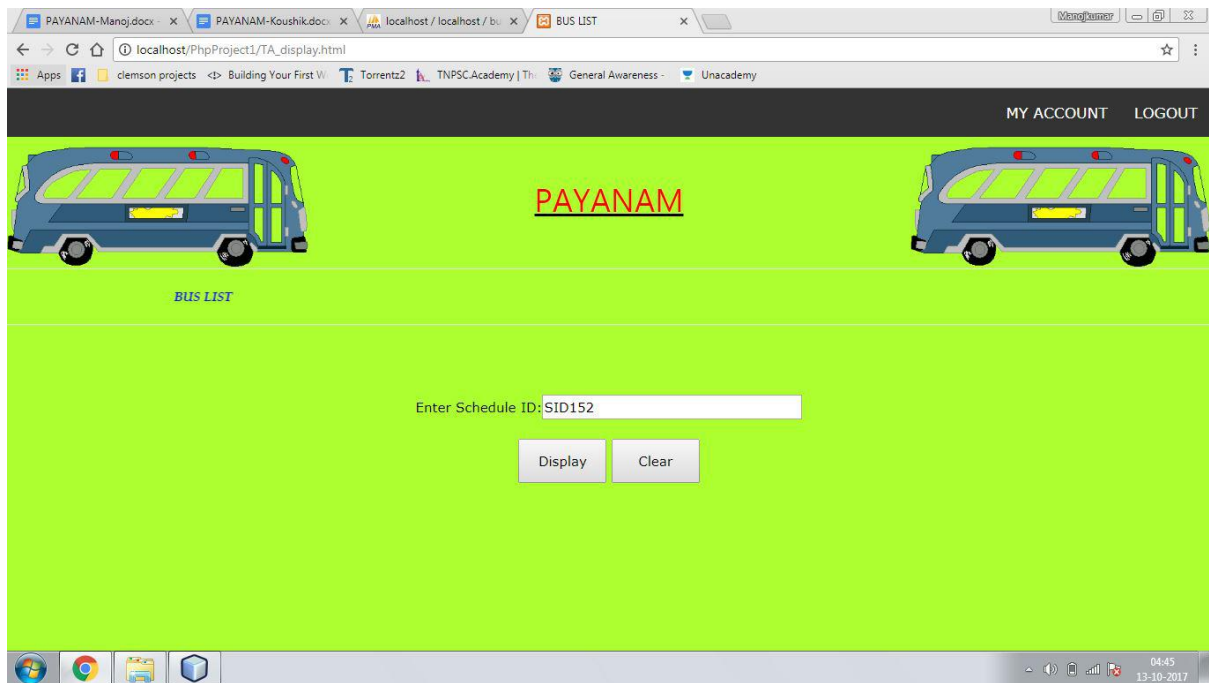 PAYANAM-Manoj.docx -
PAYANAM-Koushik.docx
localhost / localhost / bu
BUS LIST
Manojkumar
localhost/PhpProject1/TA_display.html
Apps
clemson projects
Building Your First W
Torrentz2
TNPSC.Academy | Th
General Awareness -
Unacademy
MY ACCOUNT LOGOUT
PAYANAM
BUS LIST
Enter Schedule ID: SID152
Display Clear
04:45
13-10-2017